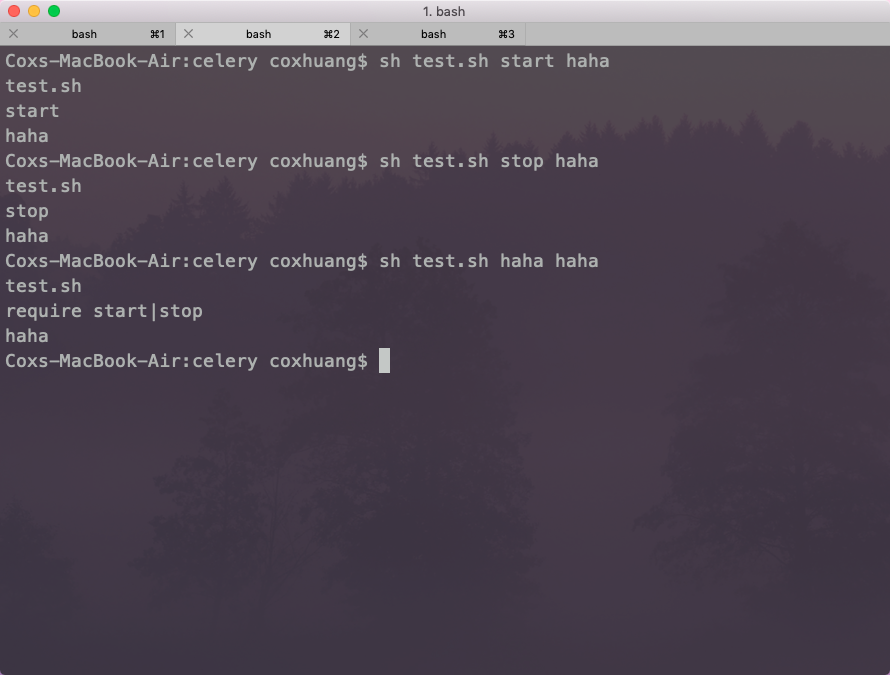 1. bash
bash ⌘1 bash ⌘2 bash ⌘3
Coxs-MacBook-Air:celery coxhuang$ sh test.sh start haha
test.sh
start
haha
Coxs-MacBook-Air:celery coxhuang$ sh test.sh stop haha
test.sh
stop
haha
Coxs-MacBook-Air:celery coxhuang$ sh test.sh haha haha
test.sh
require start|stop
haha
Coxs-MacBook-Air:celery coxhuang$